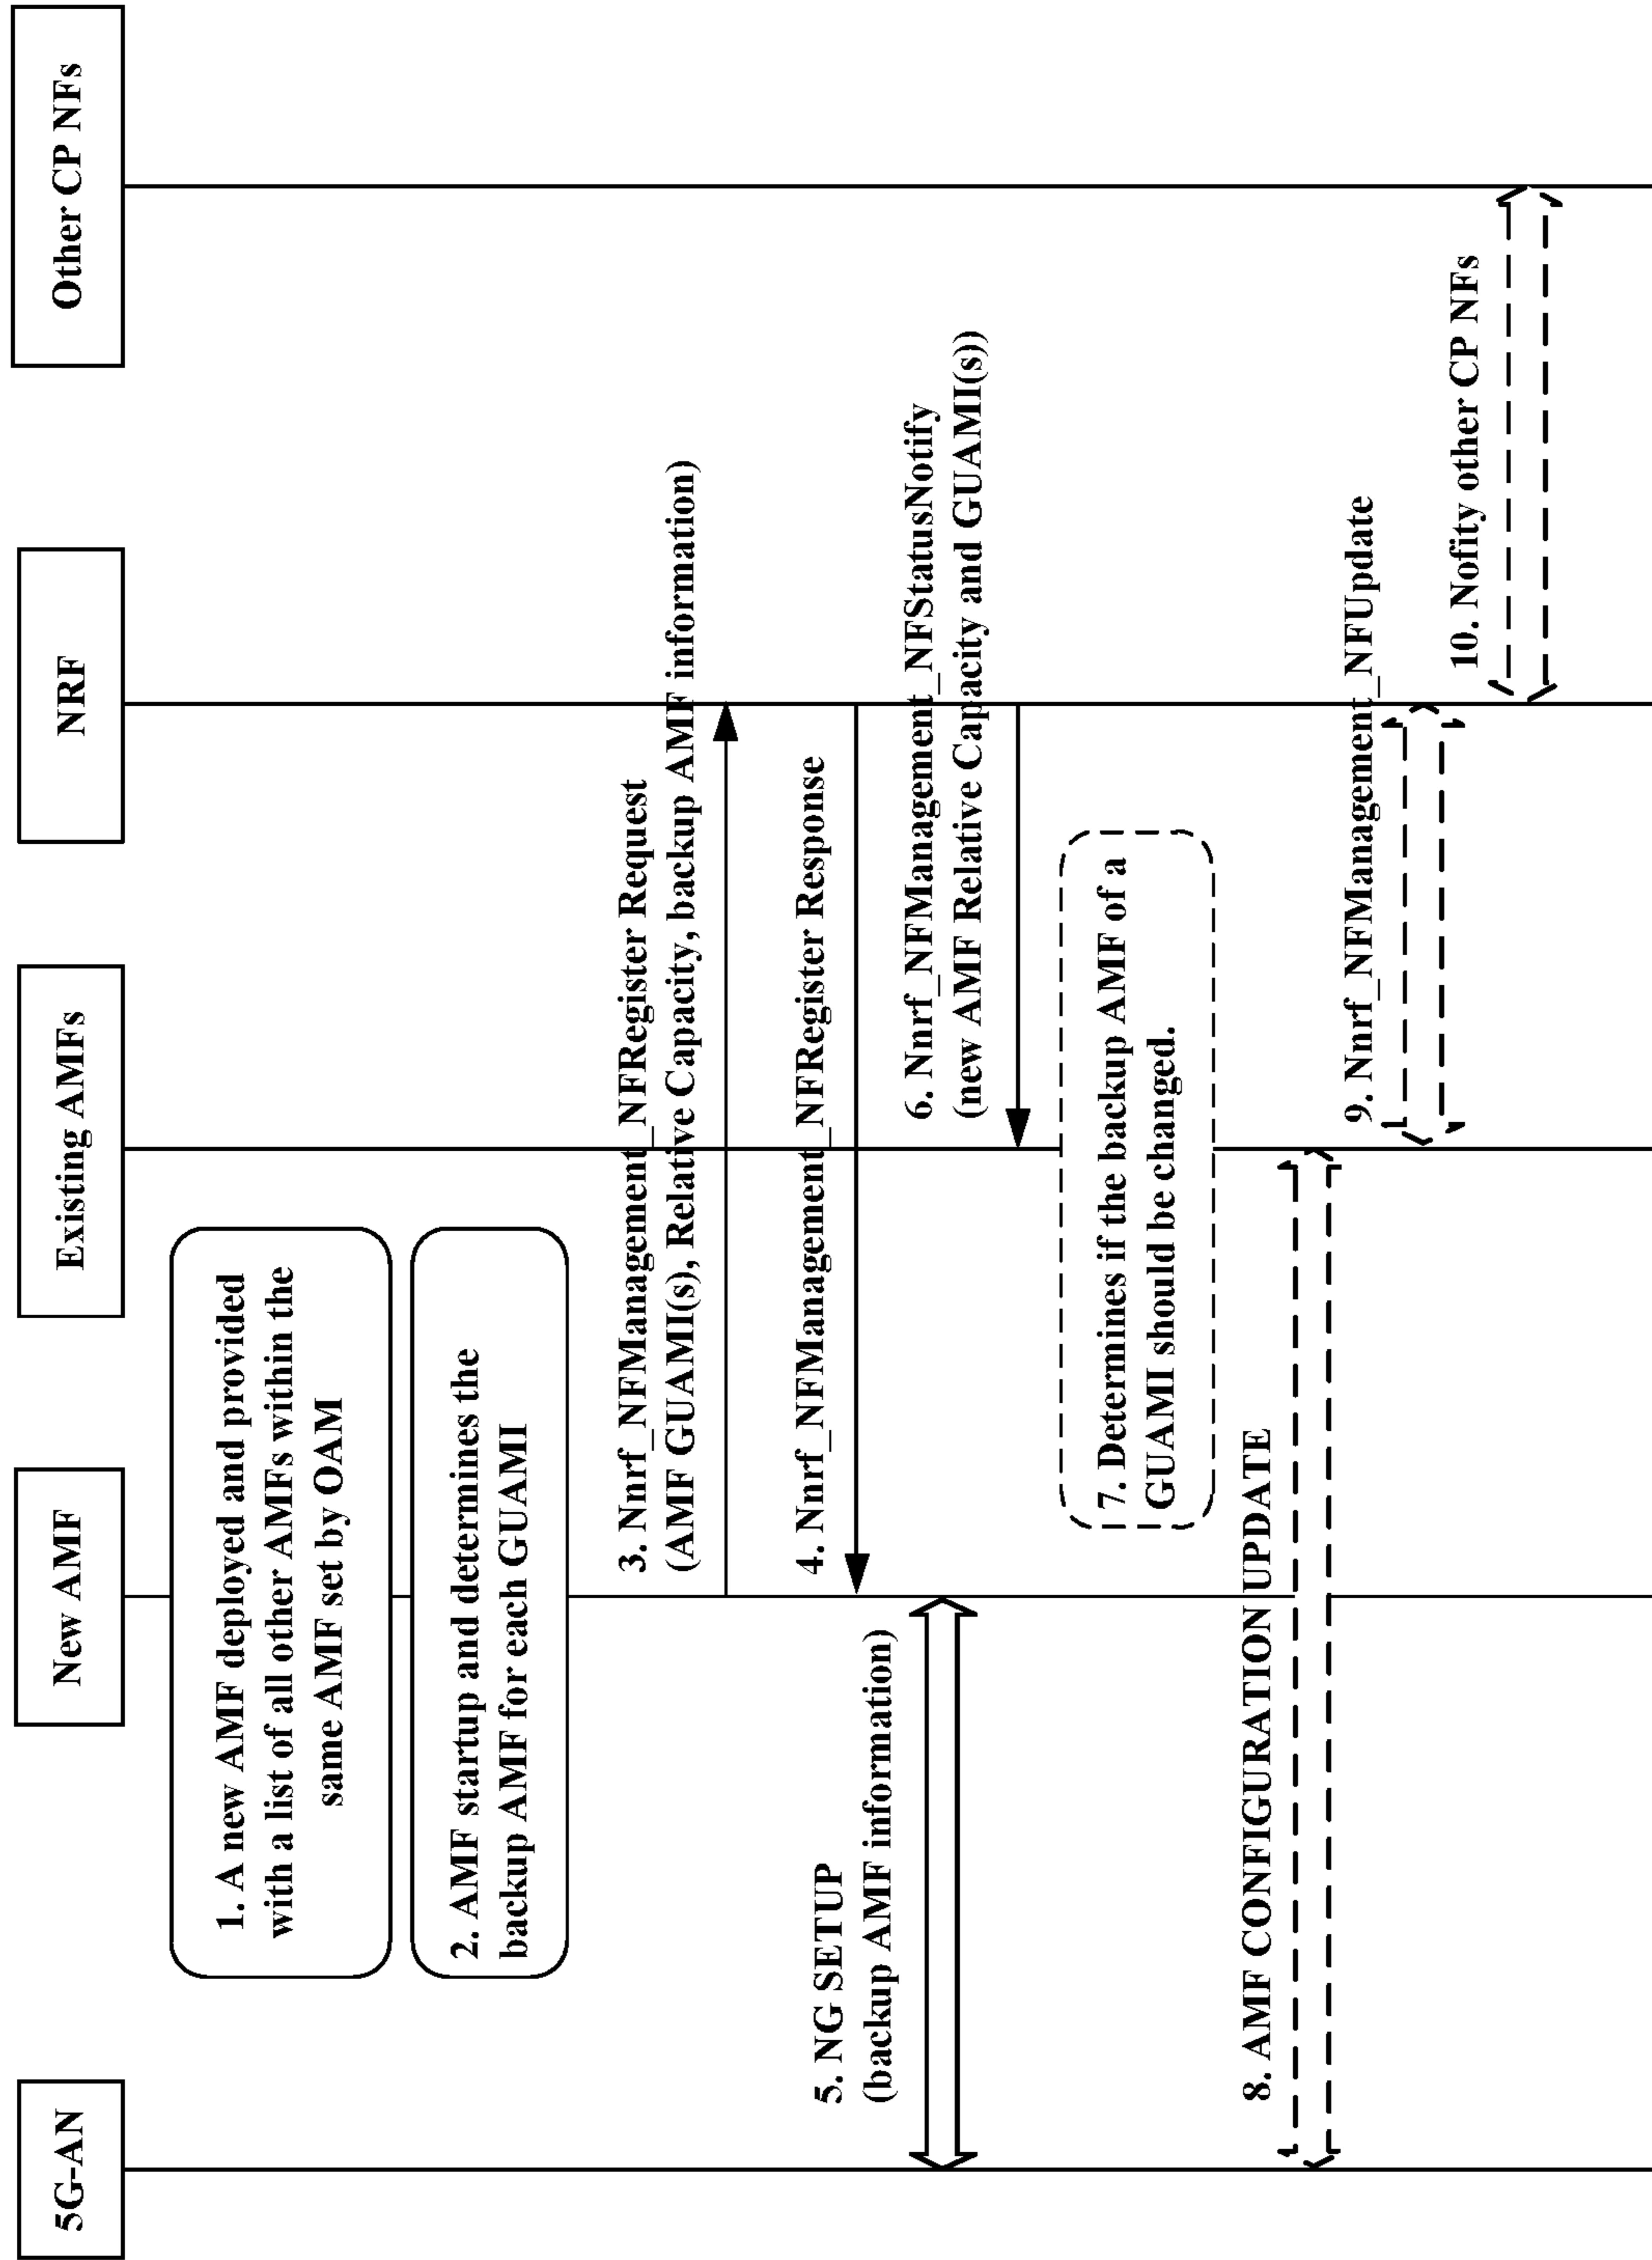 5G-AN
New AMF
Existing AMFs
NRF
Other CP NFs
1. A new AMF deployed and provided
with a list of all other AMFs within the
same AMF set by OAM
2. AMF startup and determines the
backup AMF for each GUAMI
3. Nnrf_NFManagement_NFRegister Request
(AMF GUAMI(s), Relative Capacity, backup AMF information)
4. Nnrf_NFManagement_NFRegister Response
5. NG SETUP
(backup AMF information)
6. Nnrf_NFManagement_NFStatusNotify
(new AMF Relative Capacity and GUAMI(s))
7. Determines if the backup AMF of a
GUAMI should be changed.
8. AMF CONFIGURATION UPDATE
9. Nnrf_NFManagement_NFUpdate
10. Nofity other CP NFs